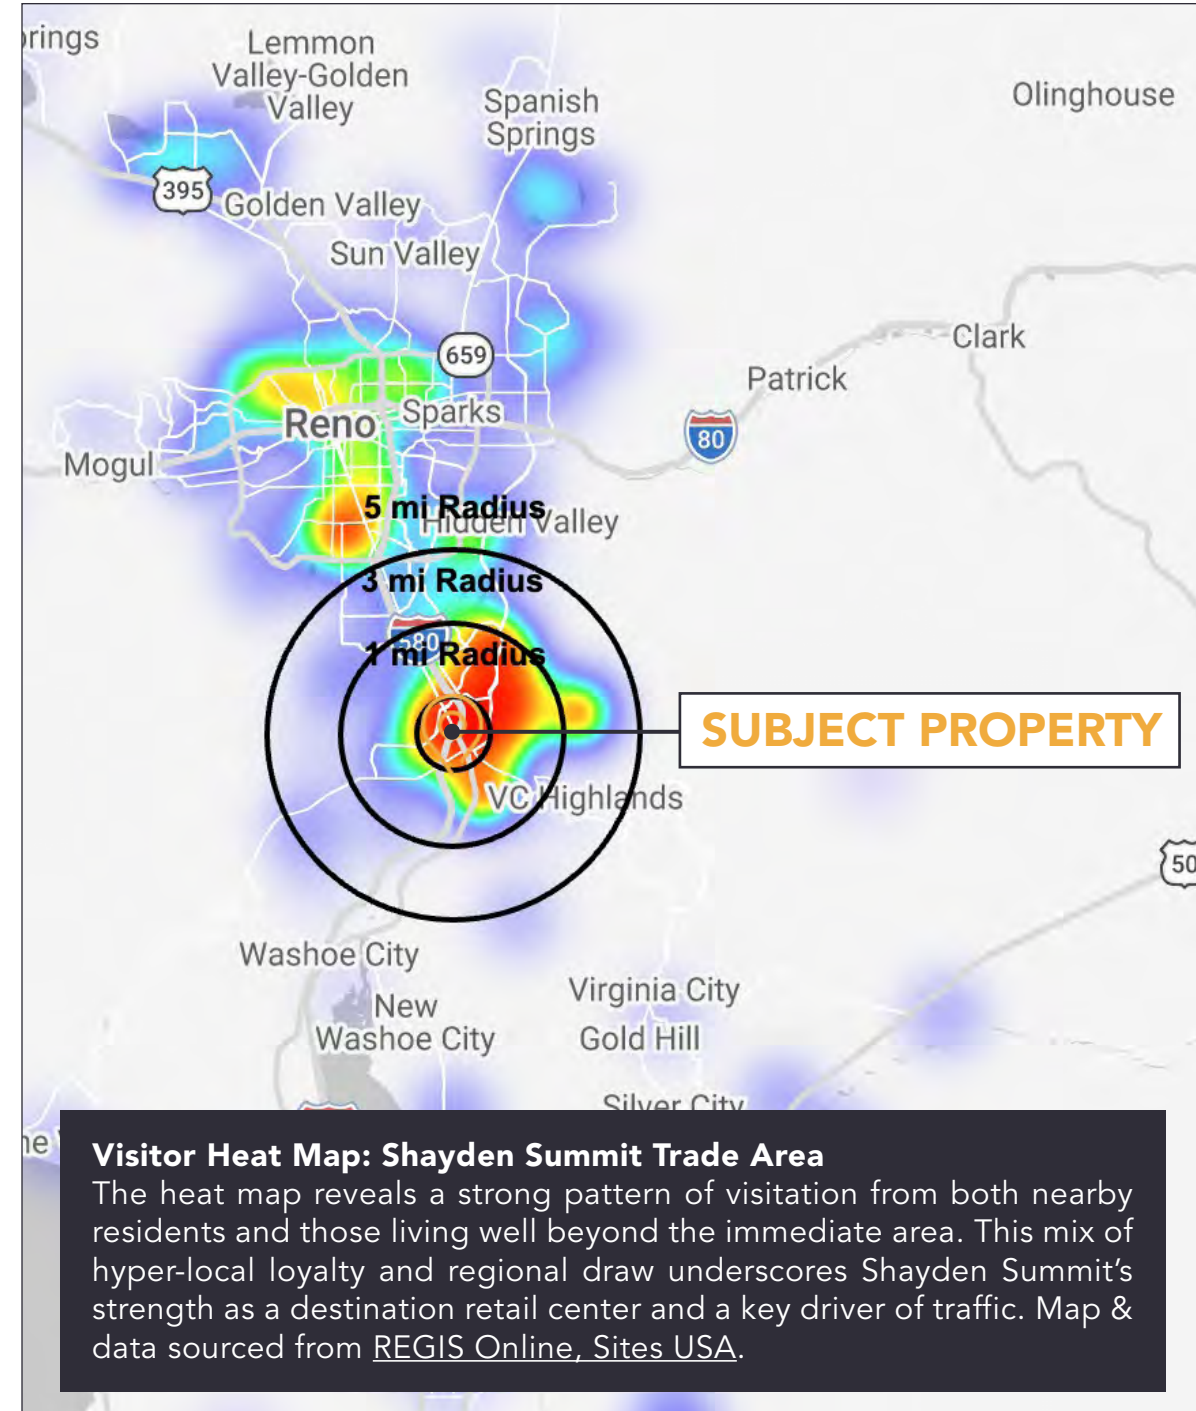 Lemmon
Valley-Golden
Valley
Spanish
Springs
Olinghouse
395
Golden Valley
Sun Valley
659
Clark
Patrick
Reno
Sparks
80
Mogul
5 mi Radius
Hidden Valley
3 mi Radius
580
1 mi Radius
SUBJECT PROPERTY
VC Highlands
50
Washoe City
Virginia City
New
Washoe City
Gold Hill
Silver City
Visitor Heat Map: Shayden Summit Trade Area
The heat map reveals a strong pattern of visitation from both nearby
residents and those living well beyond the immediate area. This mix of
hyper-local loyalty and regional draw underscores Shayden Summit’s
strength as a destination retail center and a key driver of traffic. Map &
data sourced from REGIS Online, Sites USA.